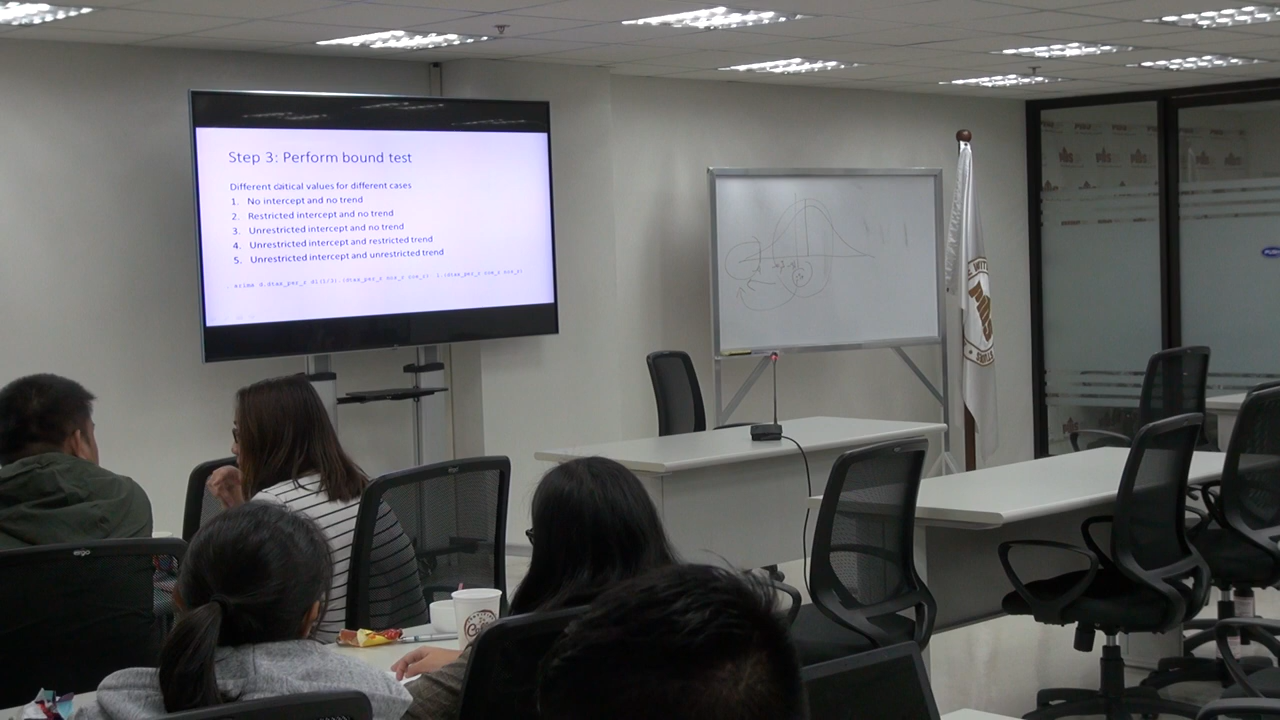 Step 3: Perform bound test
Different critical values for different cases
1. No intercept and no trend
2. Restricted intercept and no trend
3. Unrestricted intercept and no trend
4. Unrestricted intercept and restricted trend
5. Unrestricted intercept and unrestricted trend
PIDS
ergo